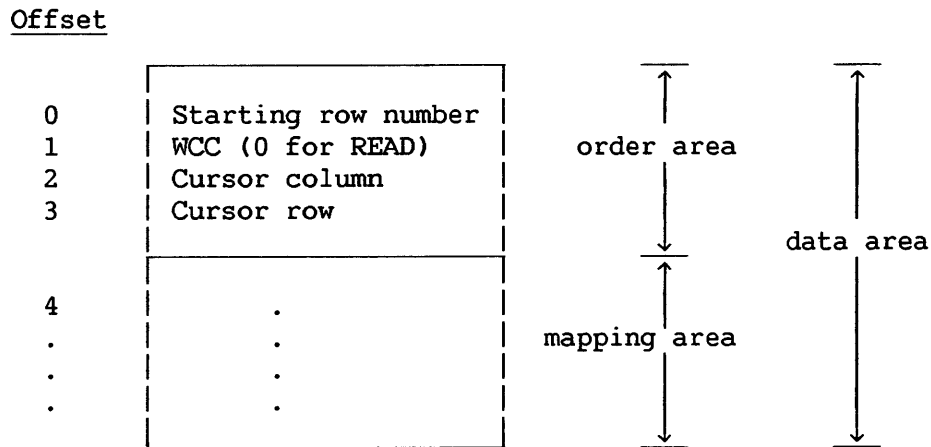 Offset
0 Starting row number
1 WCC (0 for READ) order area
2 Cursor column
3 Cursor row
data area
4 .
. . mapping area
. .
. .